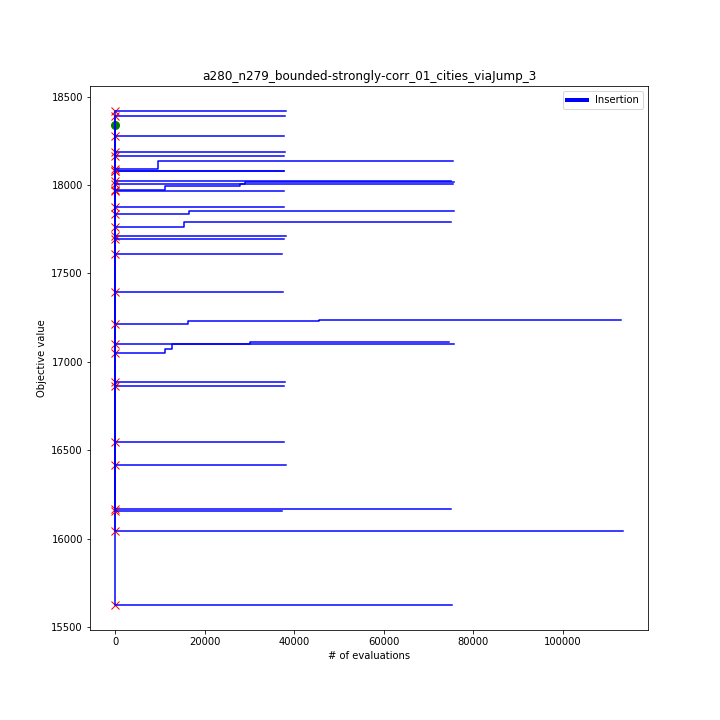 a280_n279_bounded-strongly-corr_01_cities_viaJump_3
Insertion
18500
18000
17500
17000
16500
16000
15500
Objective value
0 20000 40000 60000 80000 100000
# of evaluations